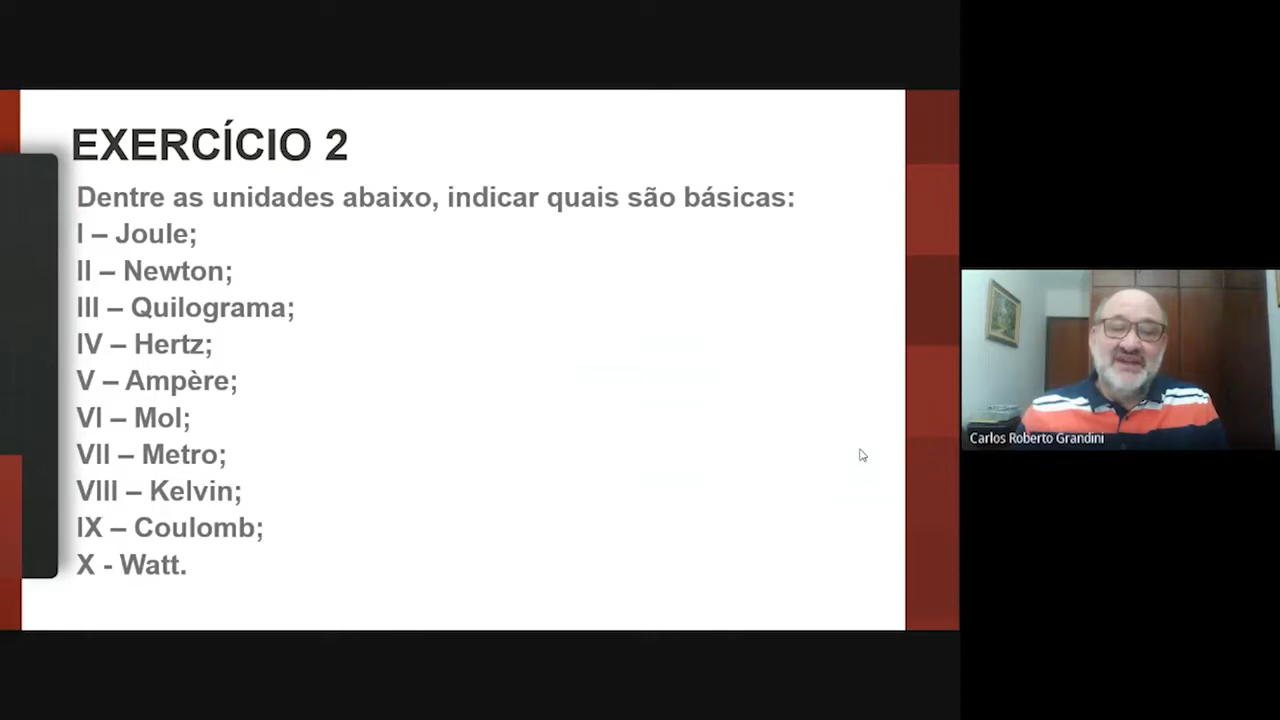 EXERCÍCIO 2
Dentre as unidades abaixo, indicar quais são básicas:
I – Joule;
II – Newton;
III – Quilograma;
IV – Hertz;
V – Ampère;
VI – Mol;
VII – Metro;
VIII – Kelvin;
IX – Coulomb;
X - Watt.
Carlos Roberto Grandini